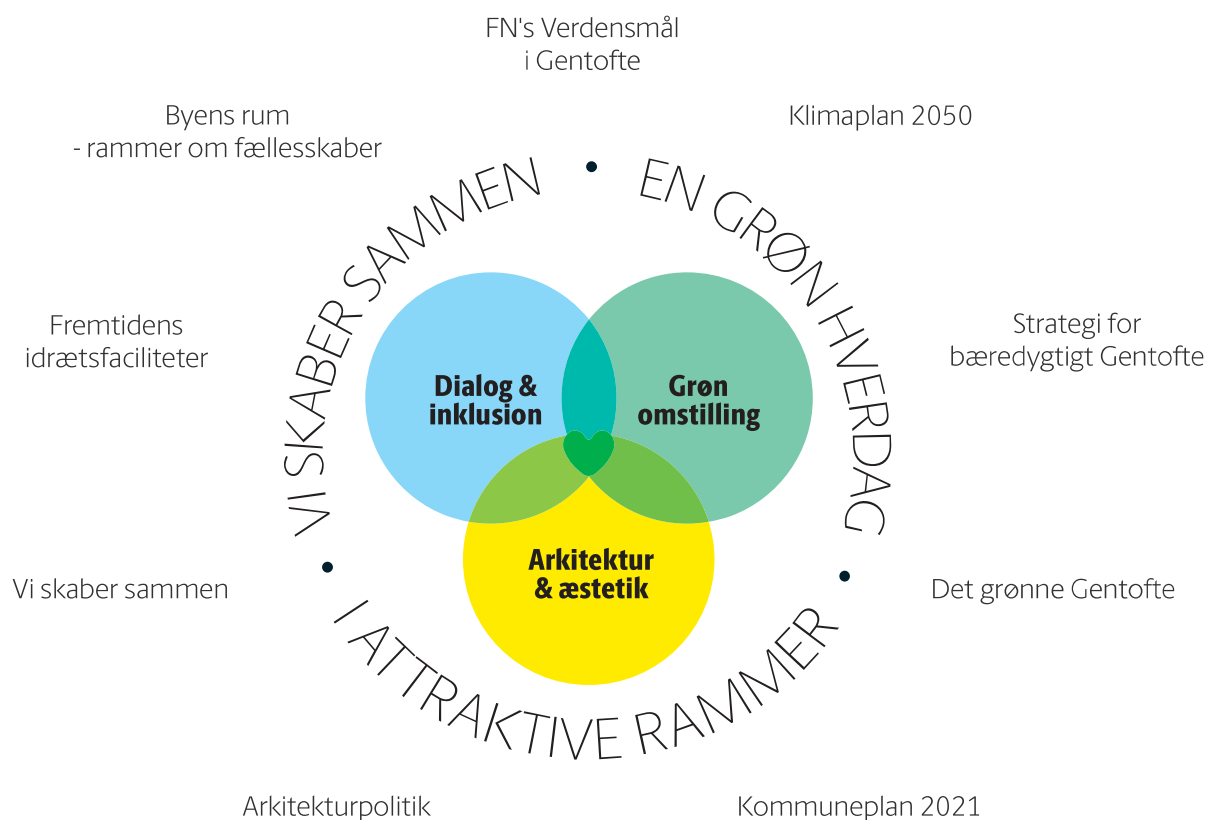 FN's Verdensmål
i Gentofte
Byens rum
- rammer om fællesskaber
Klimaplan 2050
VI SKABER SAMMEN
EN GRØN HVERDAG
Fremtidens
idrætsfaciliteter
Strategi for
bæredygtigt Gentofte
Dialog &
inklusion
Grøn
omstilling
Arkitektur
& æstetik
Vi skaber sammen
Det grønne Gentofte
I ATTRAKTIVE RAMMER
Arkitekturpolitik
Kommuneplan 2021